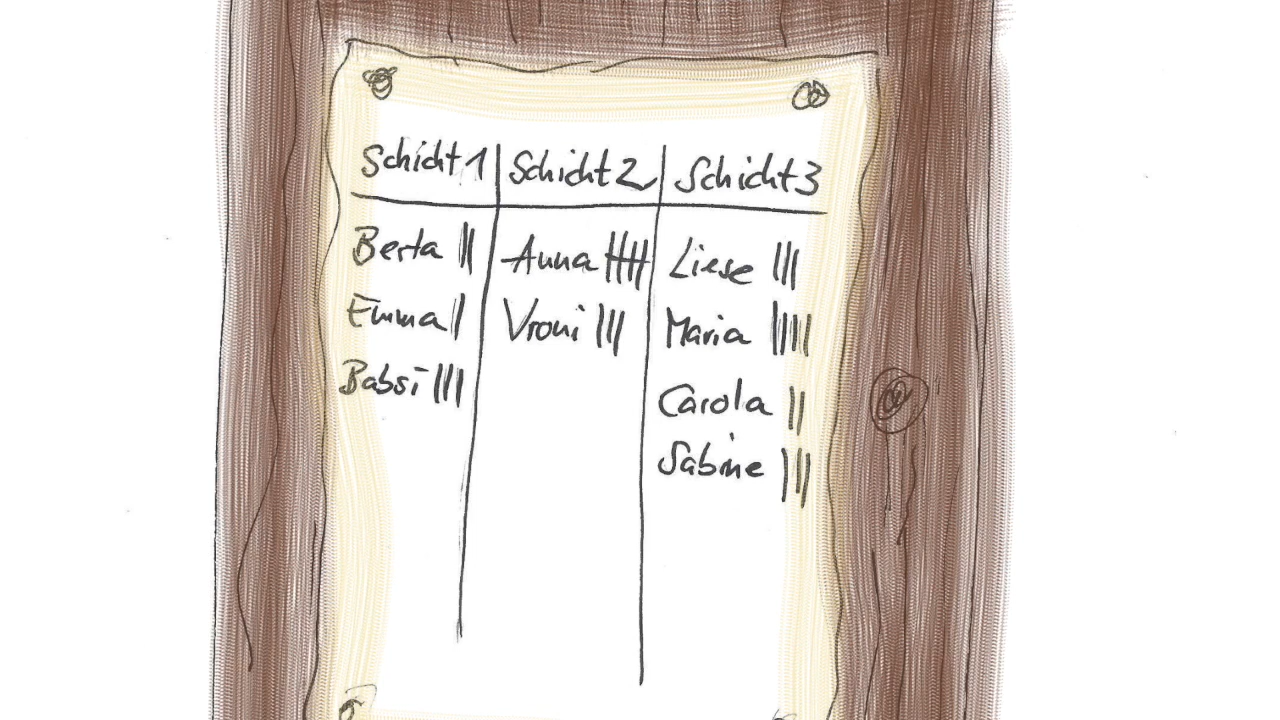 Schicht 1 Schicht 2 Schicht 3
Berta || Anna |||| Liese |||
Emma | Vroni ||| Maria ||||
Babsi ||| Carola ||
Sabine |||